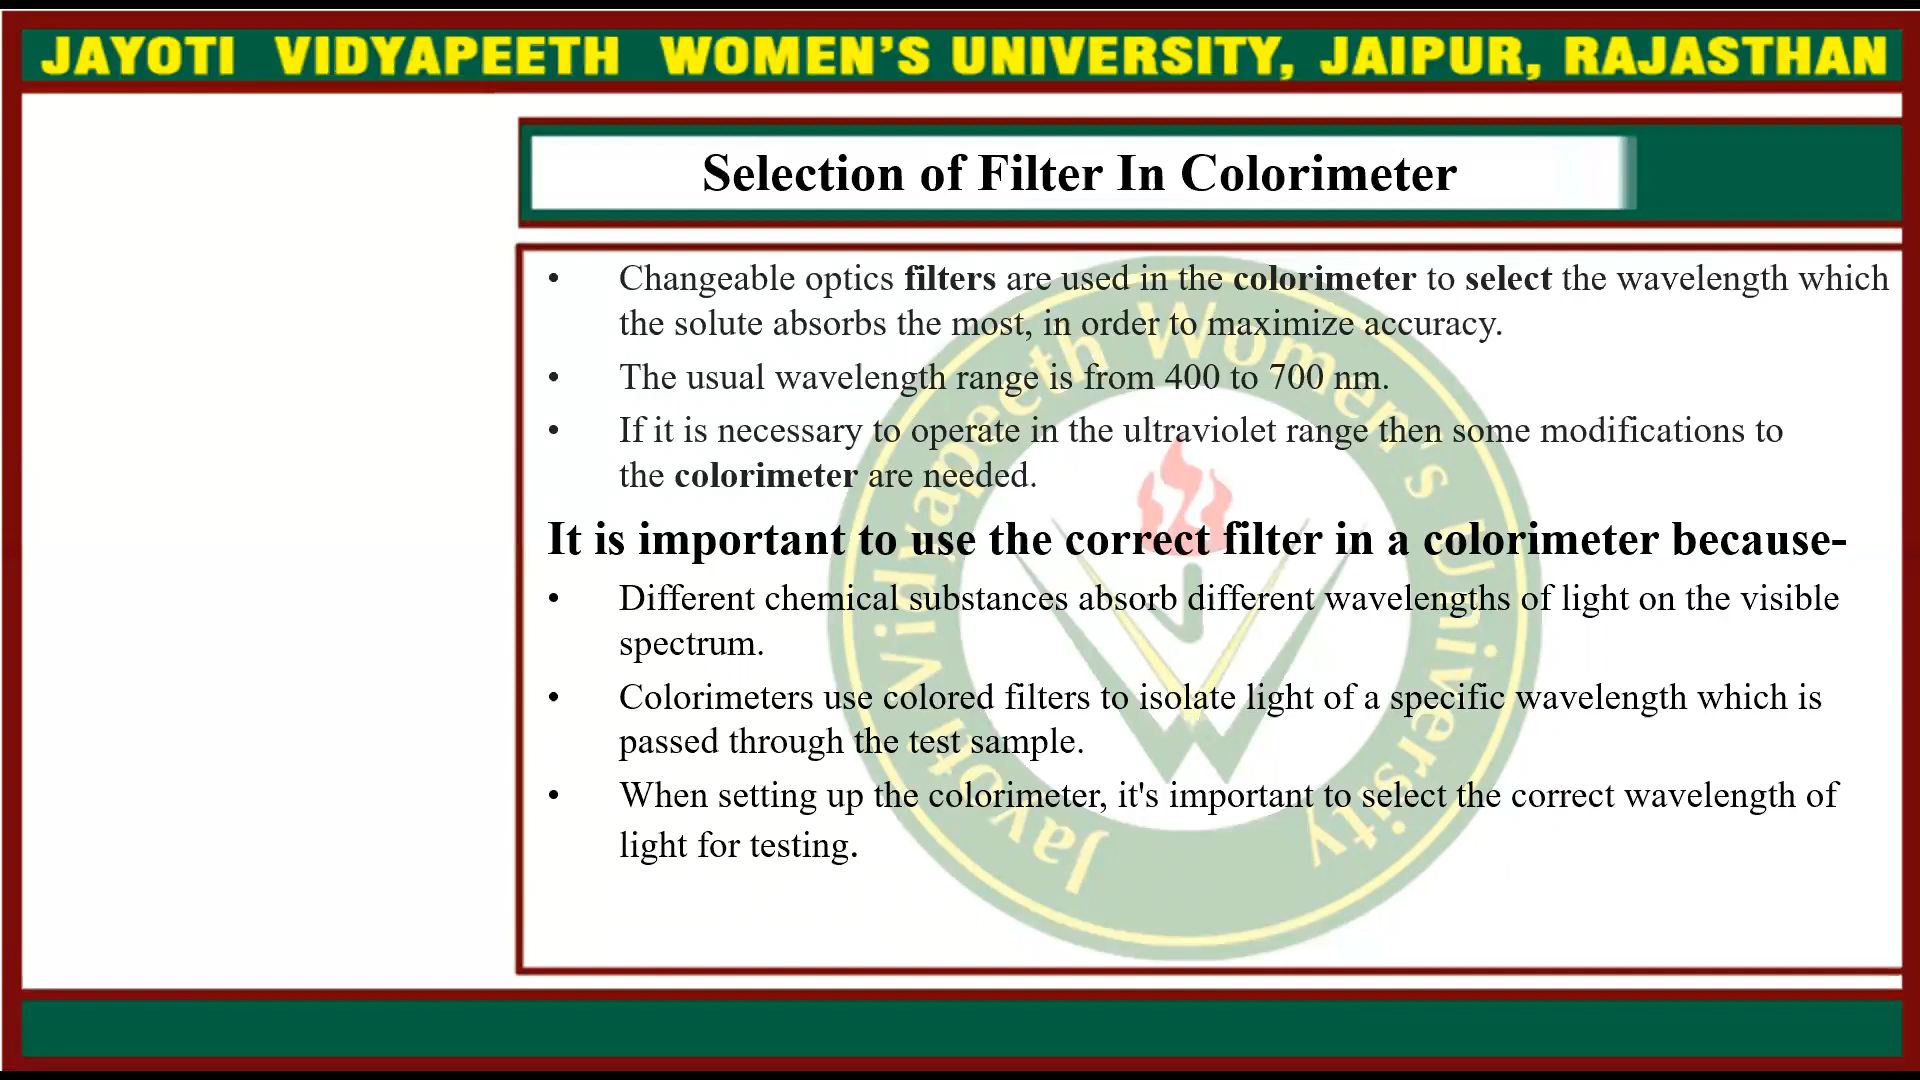 JAYOTI VIDYAPEETH WOMEN'S UNIVERSITY, JAIPUR, RAJASTHAN
Selection of Filter In Colorimeter
• Changeable optics filters are used in the colorimeter to select the wavelength which
the solute absorbs the most, in order to maximize accuracy.
• The usual wavelength range is from 400 to 700 nm.
• If it is necessary to operate in the ultraviolet range then some modifications to
the colorimeter are needed.
It is important to use the correct filter in a colorimeter because-
• Different chemical substances absorb different wavelengths of light on the visible
spectrum.
• Colorimeters use colored filters to isolate light of a specific wavelength which is
passed through the test sample.
• When setting up the colorimeter, it's important to select the correct wavelength of
light for testing.
Jayoti Vidyapeeth Women's University